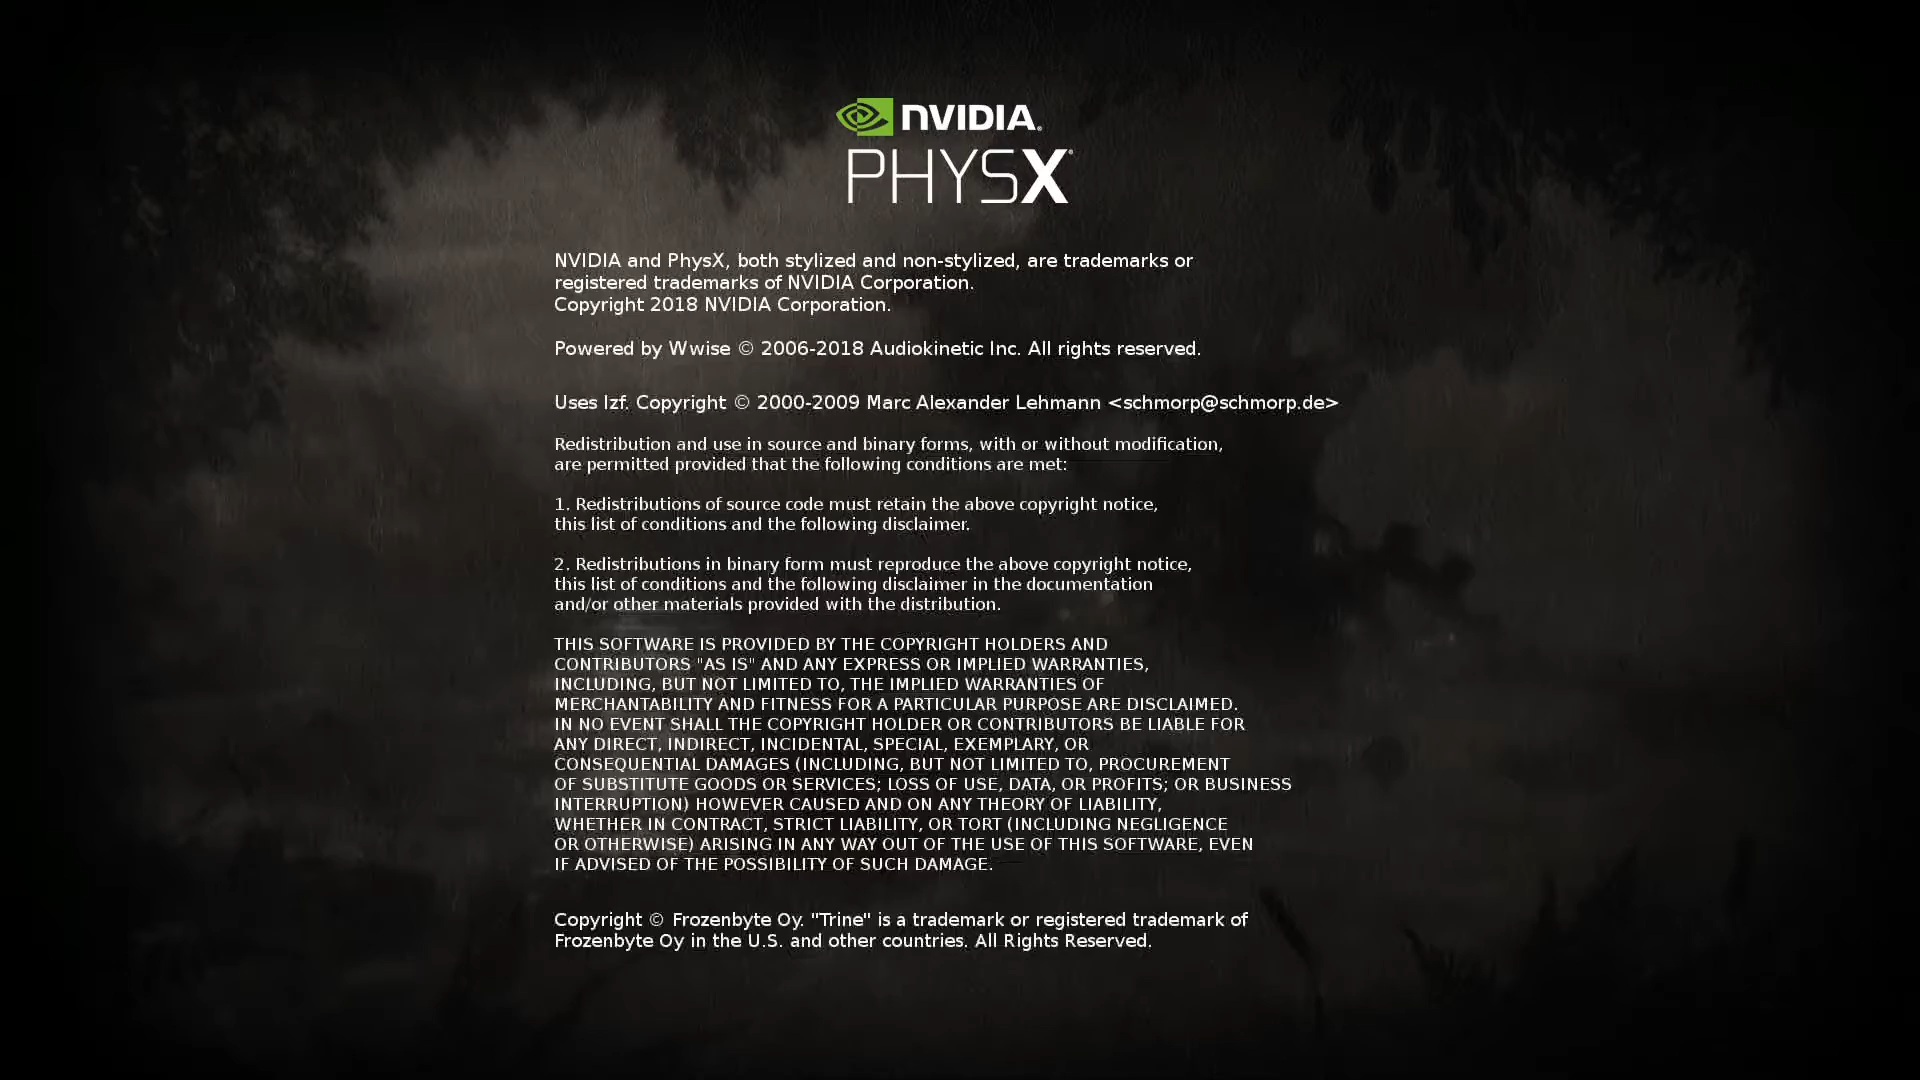 NVIDIA.
PHYSX
NVIDIA and PhysX, both stylized and non-stylized, are trademarks or
registered trademarks of NVIDIA Corporation.
Copyright 2018 NVIDIA Corporation.
Powered by Wwise © 2006-2018 Audiokinetic Inc. All rights reserved.
Uses lzf. Copyright © 2000-2009 Marc Alexander Lehmann <schmorp@schmorp.de>
Redistribution and use in source and binary forms, with or without modification,
are permitted provided that the following conditions are met:
1. Redistributions of source code must retain the above copyright notice,
this list of conditions and the following disclaimer.
2. Redistributions in binary form must reproduce the above copyright notice,
this list of conditions and the following disclaimer in the documentation
and/or other materials provided with the distribution.
THIS SOFTWARE IS PROVIDED BY THE COPYRIGHT HOLDERS AND
CONTRIBUTORS "AS IS" AND ANY EXPRESS OR IMPLIED WARRANTIES,
INCLUDING, BUT NOT LIMITED TO, THE IMPLIED WARRANTIES OF
MERCHANTABILITY AND FITNESS FOR A PARTICULAR PURPOSE ARE DISCLAIMED.
IN NO EVENT SHALL THE COPYRIGHT HOLDER OR CONTRIBUTORS BE LIABLE FOR
ANY DIRECT, INDIRECT, INCIDENTAL, SPECIAL, EXEMPLARY, OR
CONSEQUENTIAL DAMAGES (INCLUDING, BUT NOT LIMITED TO, PROCUREMENT
OF SUBSTITUTE GOODS OR SERVICES; LOSS OF USE, DATA, OR PROFITS; OR BUSINESS
INTERRUPTION) HOWEVER CAUSED AND ON ANY THEORY OF LIABILITY,
WHETHER IN CONTRACT, STRICT LIABILITY, OR TORT (INCLUDING NEGLIGENCE
OR OTHERWISE) ARISING IN ANY WAY OUT OF THE USE OF THIS SOFTWARE, EVEN
IF ADVISED OF THE POSSIBILITY OF SUCH DAMAGE.
Copyright © Frozenbyte Oy. "Trine" is a trademark or registered trademark of
Frozenbyte Oy in the U.S. and other countries. All Rights Reserved.